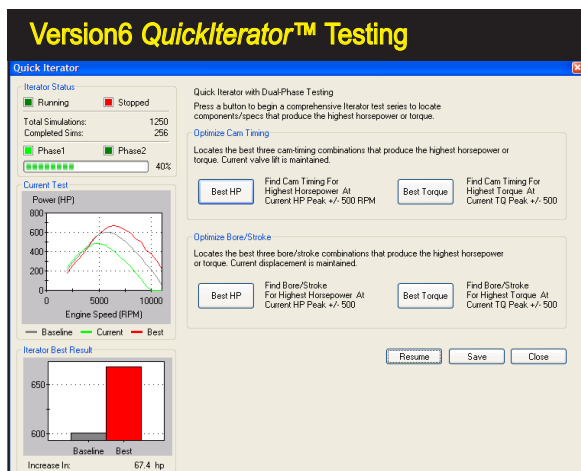 Version6 QuickIterator™ Testing
Quick Iterator
Iterator Status
Running Stopped
Total Simulations: 1250
Completed Sims: 256
Phase1 Phase2
40%
Current Test
Power (HP)
800
600
400
200
0
0 5000 10000
Engine Speed (RPM)
Baseline Current Best
Iterator Best Result
650
600
Baseline Best
Increase In: 67.4 hp
Quick Iterator with Dual-Phase Testing
Press a button to begin a comprehensive Iterator test series to locate
components/specs that produce the highest horsepower or torque.
Optimize Cam Timing
Locates the best three cam-timing combinations that produce the highest horsepower or
torque. Current valve lift is maintained.
Best HP
Find Cam Timing For
Highest Horsepower At
Current HP Peak +/- 500 RPM
Best Torque
Find Cam Timing For
Highest Torque At
Current TQ Peak +/- 500
Optimize Bore/Stroke
Locates the best three bore/stroke combinations that produce the highest horsepower
or torque. Current displacement is maintained.
Best HP
Find Bore/Stroke
For Highest Horsepower At
Current HP Peak +/- 500
Best Torque
Find Bore/Stroke
For Highest Torque At
Current TQ Peak +/- 500
Resume Save Close